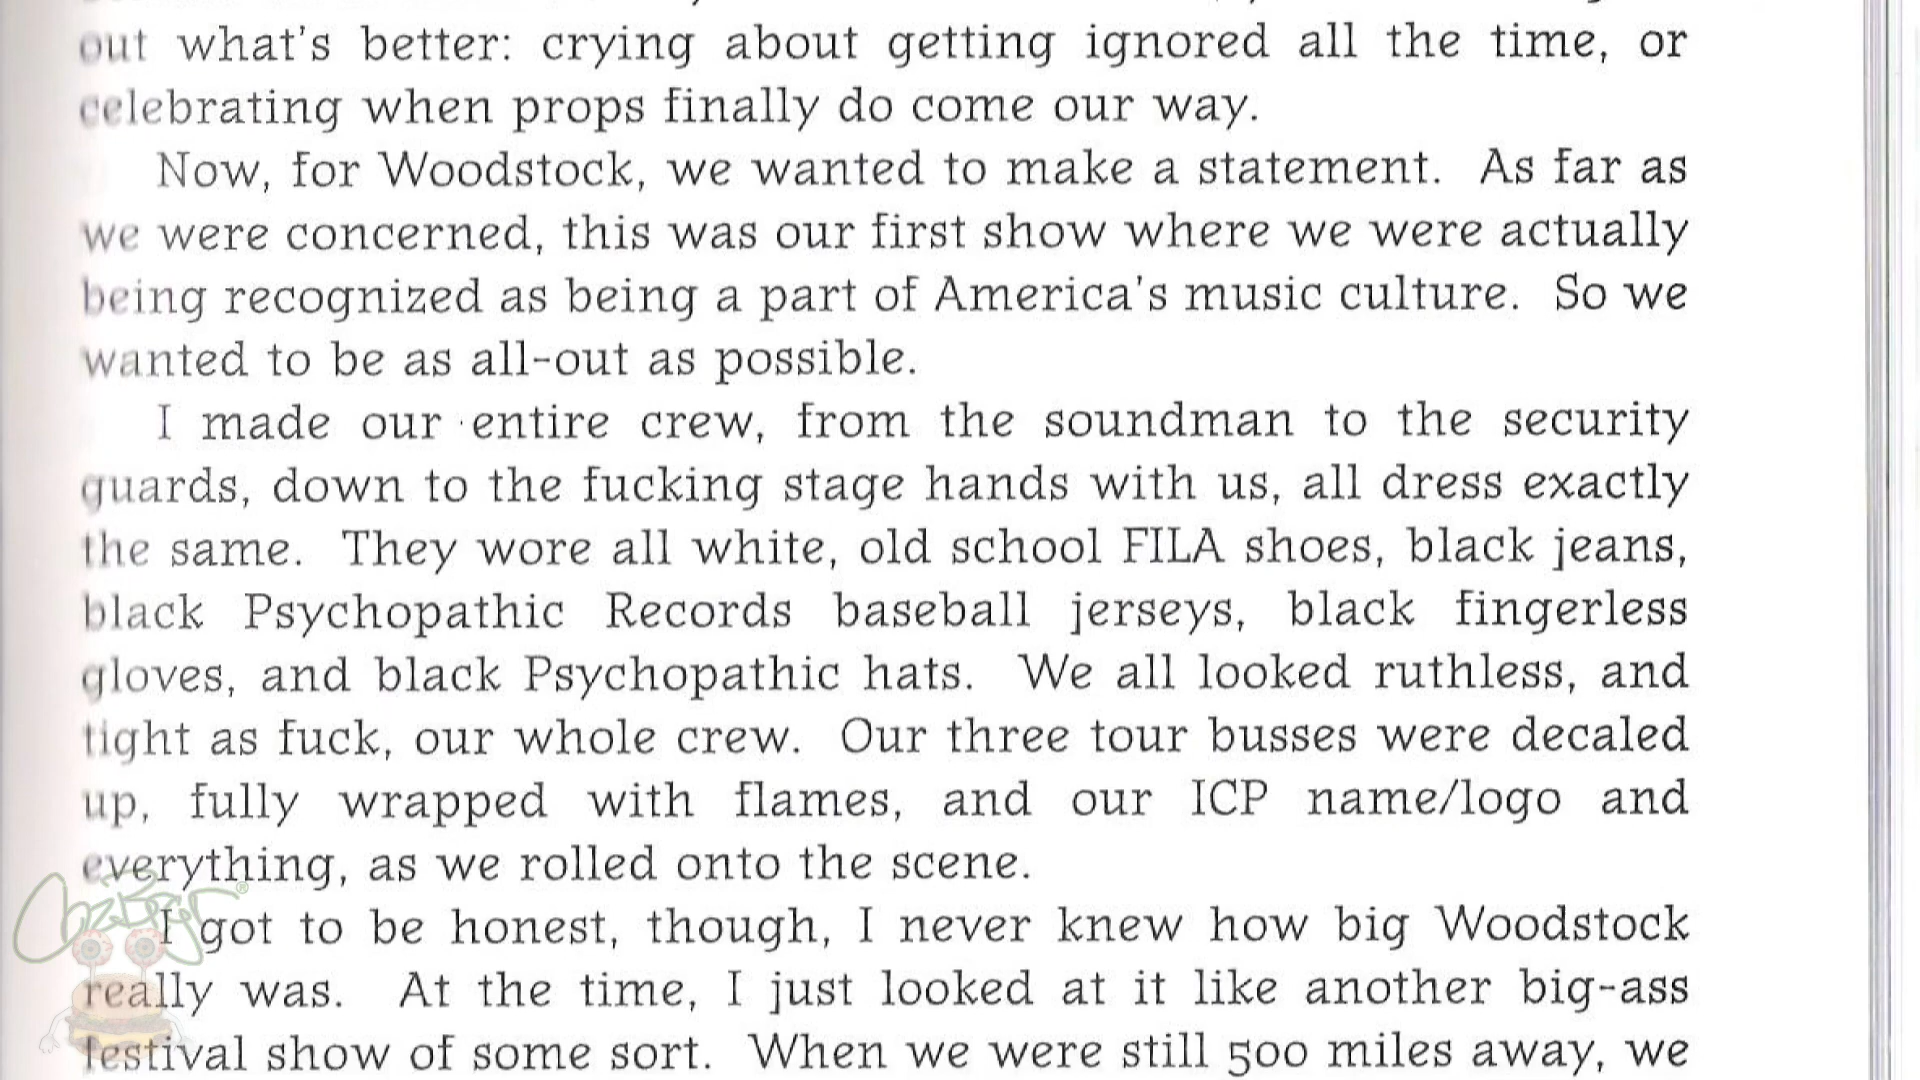 out what's better: crying about getting ignored all the time, or
celebrating when props finally do come our way.
Now, for Woodstock, we wanted to make a statement. As far as
we were concerned, this was our first show where we were actually
being recognized as being a part of America's music culture. So we
wanted to be as all-out as possible.
I made our entire crew, from the soundman to the security
guards, down to the fucking stage hands with us, all dress exactly
the same. They wore all white, old school FILA shoes, black jeans,
black Psychopathic Records baseball jerseys, black fingerless
gloves, and black Psychopathic hats. We all looked ruthless, and
tight as fuck, our whole crew. Our three tour busses were decaled
up, fully wrapped with flames, and our ICP name/logo and
everything, as we rolled onto the scene.
I got to be honest, though, I never knew how big Woodstock
really was. At the time, I just looked at it like another big-ass
festival show of some sort. When we were still 500 miles away, we